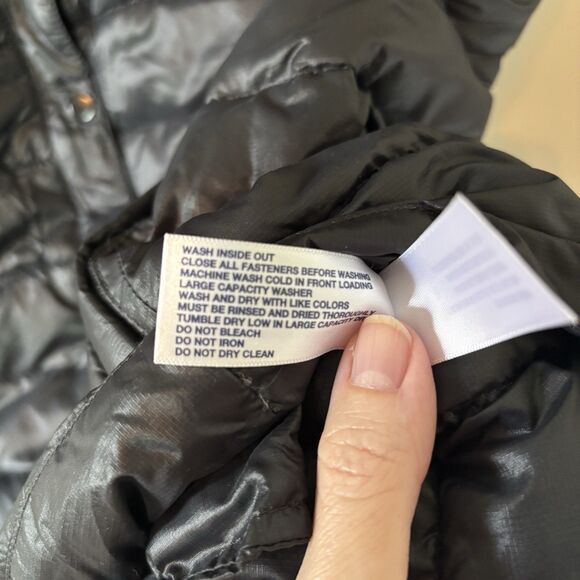 WASH INSIDE OUT
CLOSE ALL FASTENERS BEFORE WASHING
MACHINE WASH COLD IN FRONT LOADING
LARGE CAPACITY WASHER
WASH AND DRY WITH LIKE COLORS
MUST BE RINSED AND DRIED THOROUGHLY
TUMBLE DRY LOW IN LARGE CAPACITY
DO NOT BLEACH
DO NOT IRON
DO NOT DRY CLEAN